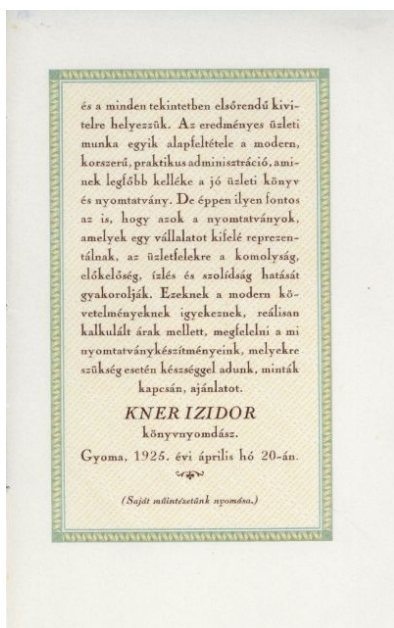 és a minden tekintetben elsőrendű kivi-
telre helyezzük. Az eredményes üzleti
munka egyik alapfeltétele a modern,
korszerű, praktikus adminisztráció, ami-
nek legfőbb kelléke a jó üzleti könyv
és nyomtatvány. De éppen ilyen fontos
az is, hogy azok a nyomtatványok,
amelyek egy vállalatot kifelé reprezen-
tálnak, az üzletfelekre a komolyság,
előkelőség, ízlés és szolídság hatását
gyakorolják. Ezeknek a modern kö-
vetelményeknek igyekeznek, reálisan
kalkulált árak mellett, megfelelni a mi
nyomtatványkészítményeink, melyekre
szükség esetén készséggel adunk, minták
kapcsán, ajánlatot.
KNER IZIDOR
könyvnyomdász.
Gyoma, 1925. évi április hó 20-án.
(Saját műintézetünk nyomása.)